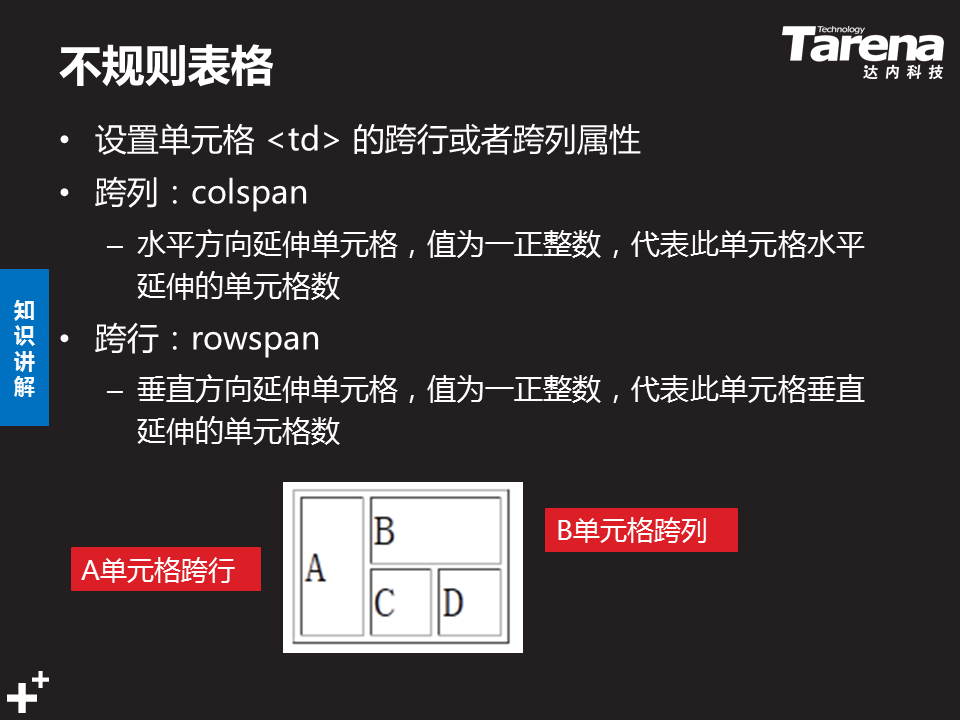 不规则表格
Technology
Tarena
达内科技
• 设置单元格 <td> 的跨行或者跨列属性
• 跨列：colspan
– 水平方向延伸单元格，值为一正整数，代表此单元格水平
延伸的单元格数
知识讲解
• 跨行：rowspan
– 垂直方向延伸单元格，值为一正整数，代表此单元格垂直
延伸的单元格数
B单元格跨列
A单元格跨行
B
A
C D